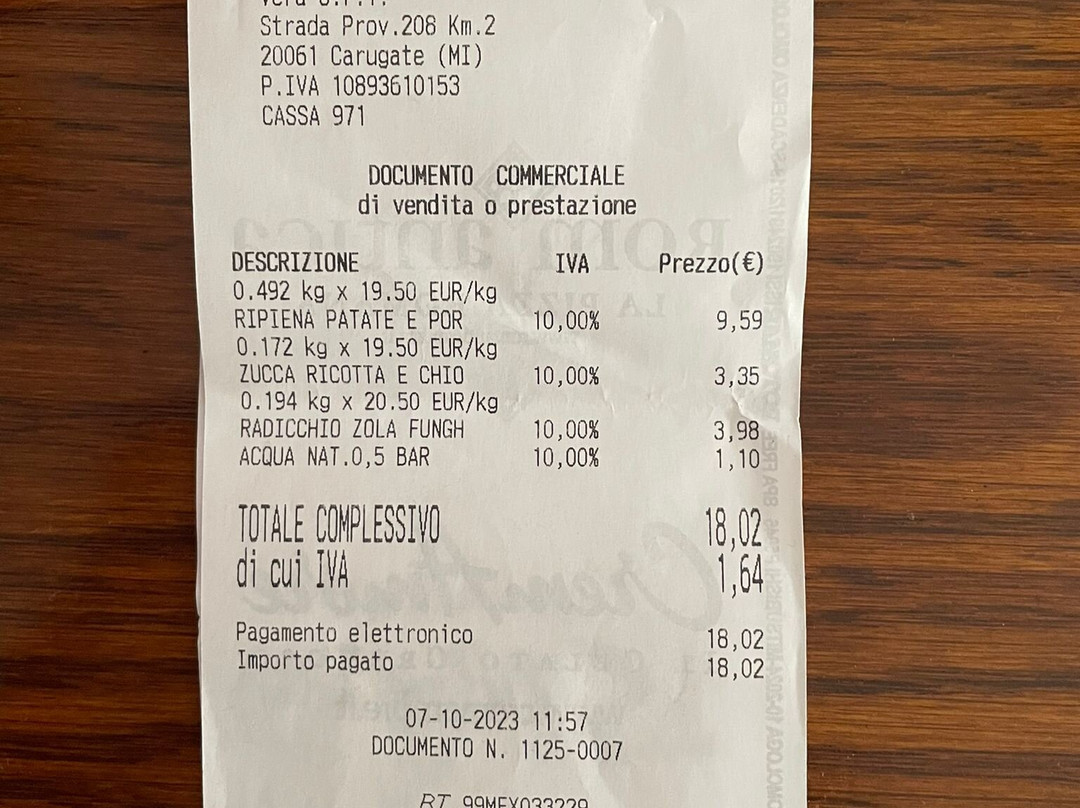 Strada Prov.208 Km.2
20061 Carugate (MI)
P.IVA 10893610153
CASSA 971
DOCUMENTO COMMERCIALE
di vendita o prestazione
DESCRIZIONE IVA Prezzo(€)
0.492 kg x 19.50 EUR/kg
RIPIENA PATATE E POR 10,00% 9,59
0.172 kg x 19.50 EUR/kg
ZUCCA RICOTTA E CHIO 10,00% 3,35
0.194 kg x 20.50 EUR/kg
RADICCHIO ZOLA FUNGH 10,00% 3,98
ACQUA NAT.0,5 BAR 10,00% 1,10
TOTALE COMPLESSIVO 18,02
di cui IVA 1,64
Pagamento elettronico 18,02
Importo pagato 18,02
07-10-2023 11:57
DOCUMENTO N. 1125-0007
RT 99MEX033229